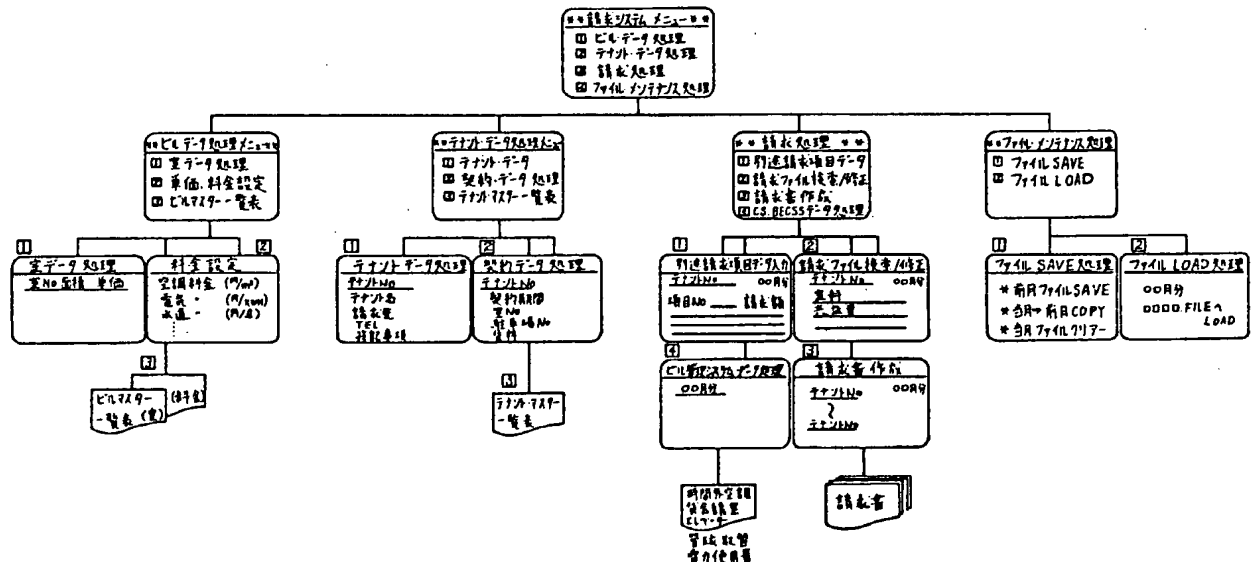 **請求システム メニュー**
1 ビル・データ処理
2 テナント・データ処理
3 請求処理
4 ファイル メンテナンス処理
**ビルデータ処理メニュー**
1 室データ処理
2 単価.料金設定
3 ビルマスター一覧表
**テナント・データ処理メニュー
1 テナント・データ
2 契約・データ処理
3 テナントマスター一覧表
** 請求処理 **
1 別途請求項目データ
2 請求ファイル検索/修正
3 請求書作成
4 C.S.BECSSデータ処理
**ファイル・メンテナンス処理
1 ファイルSAVE
2 ファイルLOAD
1
室データ処理
室No 面積 単価
2
料金設定
空調料金 (円/m²)
電気 〃 (円/KWH)
水道 〃
3
ビルマスター
一覧表 (室)
(料金)
1
テナントデータ処理
テナントNo
テナント名
請求先
TEL
特記事項
2
契約データ処理
テナントNo
契約期間
室No
駐車場No
賃料
3
テナント・マスター
一覧表
1
別途請求項目データ入力
テナントNo 00月分
項目No 請求額
2
請求ファイル検索/修正
テナントNo 00月分
室料
共益費
4
ビル管理システムデータ処理
00月分
時間外空調
3
請求書作成
テナントNo 00月分
〜
テナントNo
請求書
1
ファイルSAVE処理
*前月ファイルSAVE
*当月→前月COPY
*当月ファイルクリアー
2
ファイルLOAD処理
00月分
0000 FILEへ
LOAD